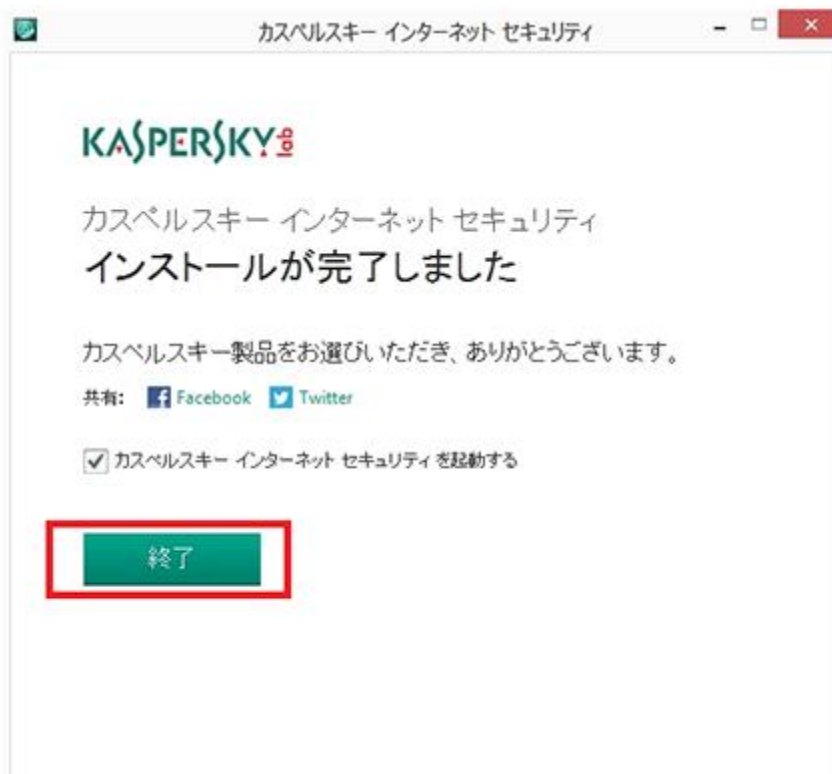 カスペルスキー インターネット セキュリティ
KASPERSKY lab
カスペルスキー インターネット セキュリティ
インストールが完了しました
カスペルスキー製品をお選びいただき、ありがとうございます。
共有: Facebook Twitter
カスペルスキー インターネット セキュリティ を起動する
終了